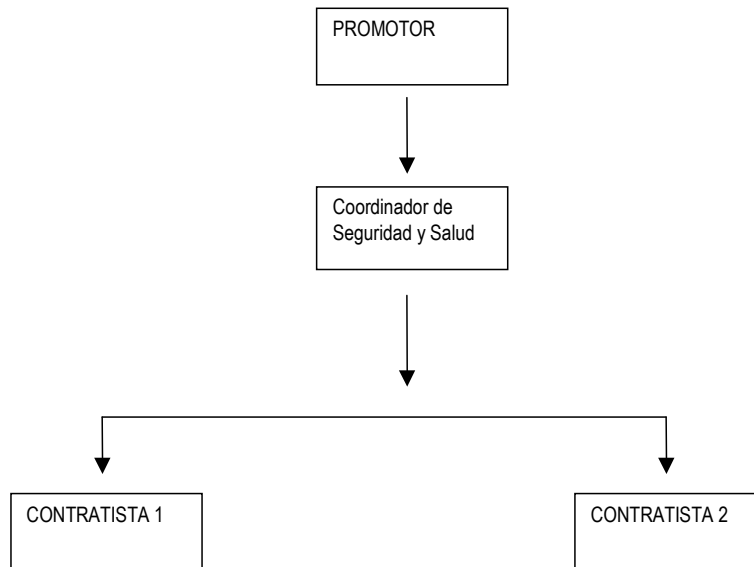 PROMOTOR
Coordinador de
Seguridad y Salud
CONTRATISTA 1
CONTRATISTA 2